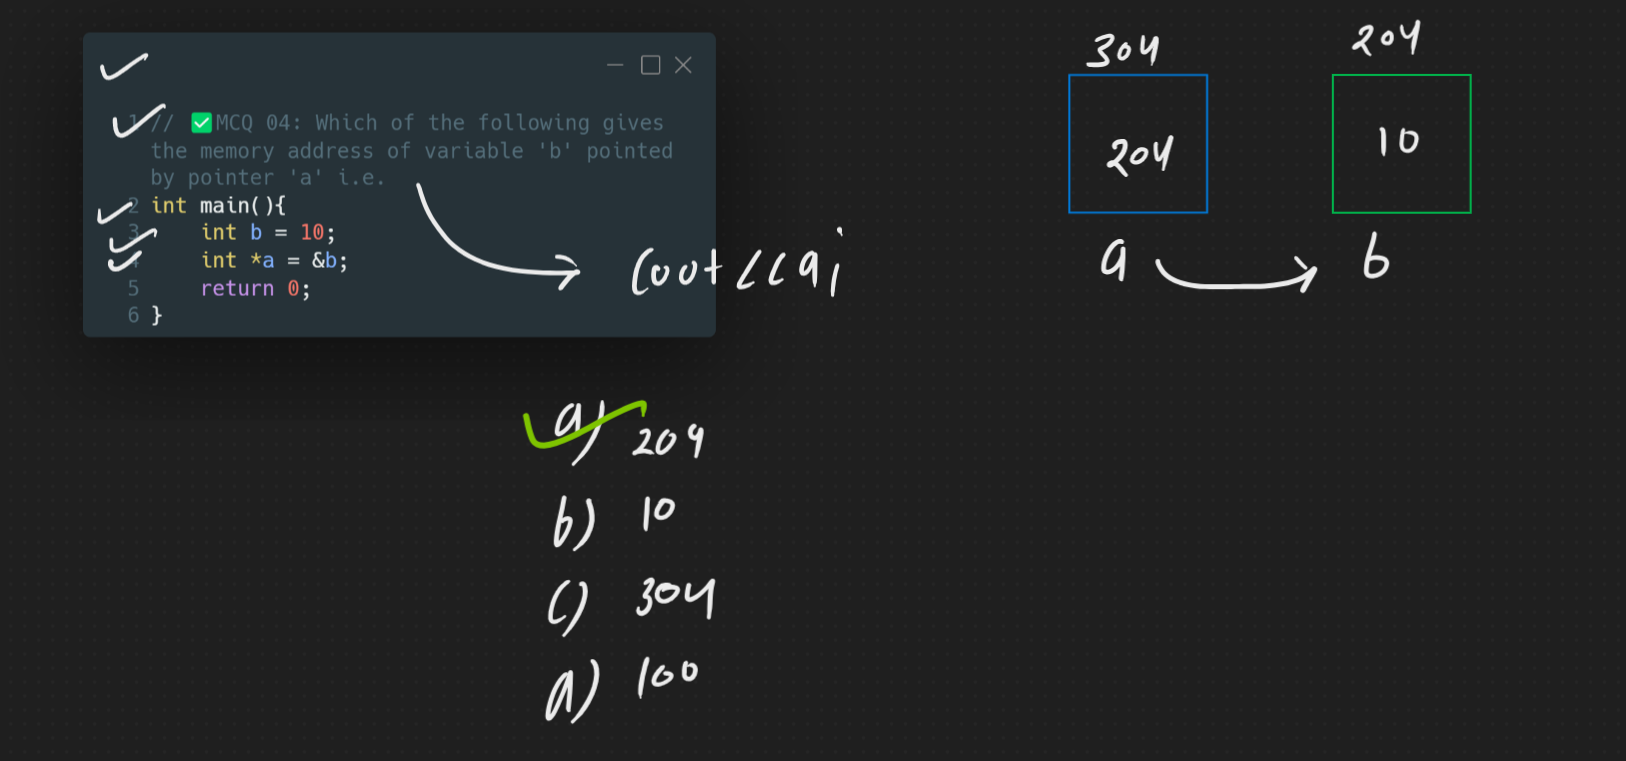 1 // ✅MCQ 04: Which of the following gives
the memory address of variable 'b' pointed
by pointer 'a' i.e.
2 int main(){
3 int b = 10;
4 int *a = &b;
5 return 0;
6 }
cout<<a;
304
204
204
10
a
b
a) 204
b) 10
c) 304
d) 100